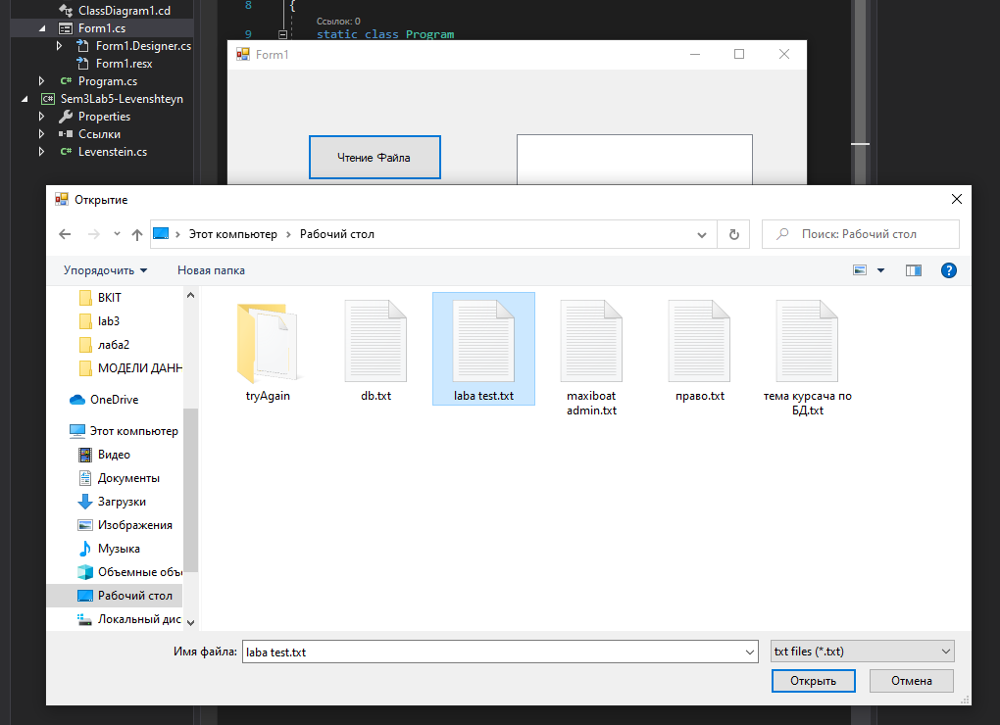 ClassDiagram1.cd
Form1.cs
Form1.Designer.cs
Form1.resx
C# Program.cs
C# Sem3Lab5-Levenshteyn
Properties
Ссылки
C# Levenstein.cs
8 {
Ссылок: 0
9 static class Program
Form1
Чтение Файла
Открытие
Этот компьютер > Рабочий стол
Поиск: Рабочий стол
Упорядочить
Новая папка
ВКІТ
lab3
лаба2
МОДЕЛИ ДАНН
OneDrive
Этот компьютер
Видео
Документы
Загрузки
Изображения
Музыка
Объемные объе
Рабочий стол
Локальный дис
tryAgain
db.txt
laba test.txt
maxiboat
admin.txt
право.txt
тема курсача по
БД.txt
Имя файла:
laba test.txt
txt files (*.txt)
Открыть
Отмена